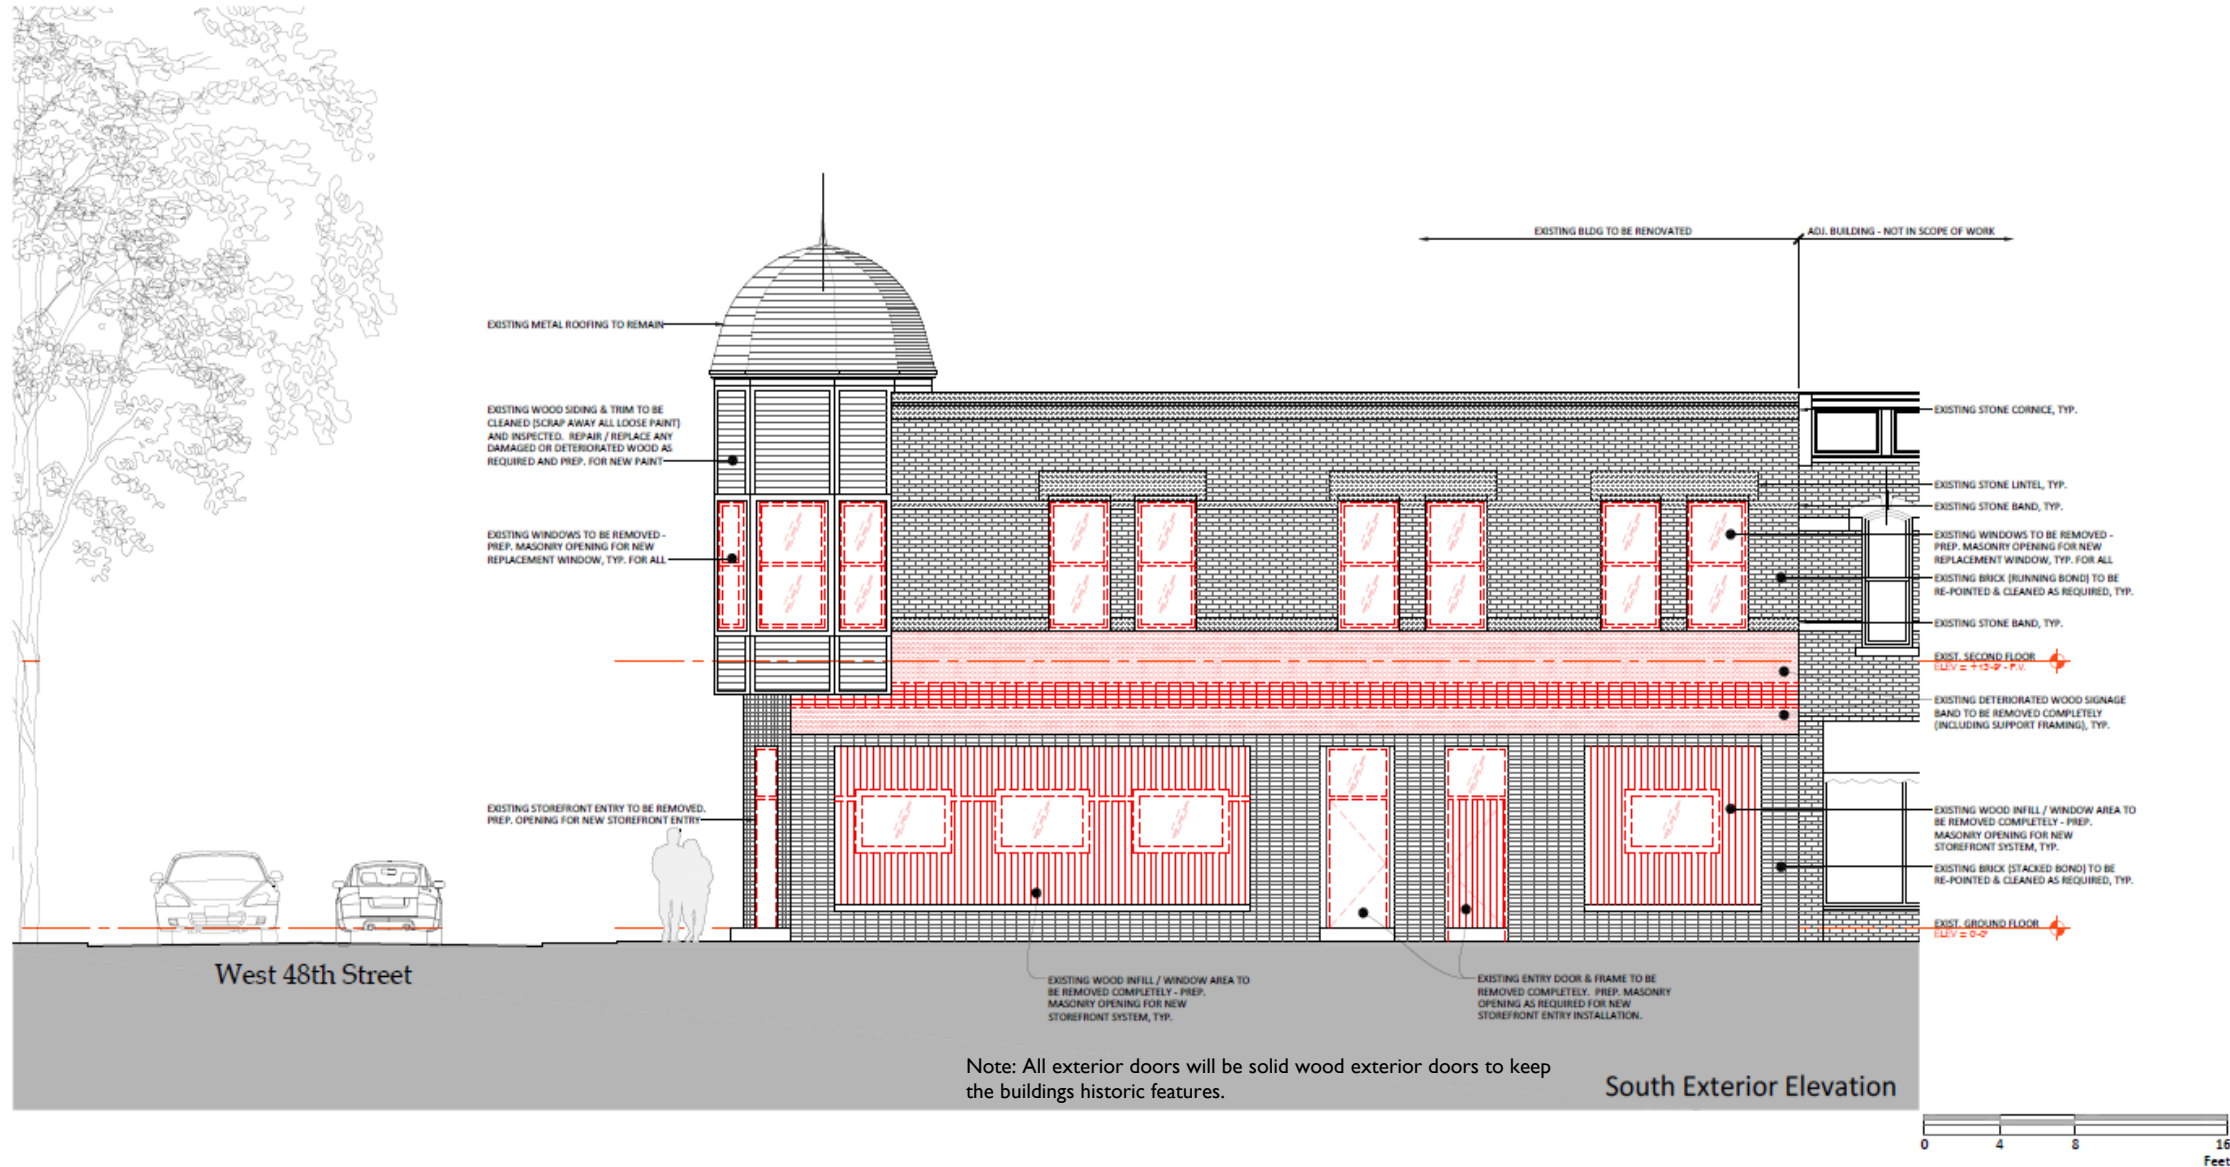 EXISTING BLDG TO BE RENOVATED
ADJ. BUILDING - NOT IN SCOPE OF WORK
EXISTING METAL ROOFING TO REMAIN
EXISTING WOOD SIDING & TRIM TO BE
CLEANED (SCRAP AWAY ALL LOOSE PAINT)
AND INSPECTED. REPAIR / REPLACE ANY
DAMAGED OR DETERIORATED WOOD AS
REQUIRED AND PREP. FOR NEW PAINT
EXISTING WINDOWS TO BE REMOVED -
PREP. MASONRY OPENING FOR NEW
REPLACEMENT WINDOW, TYP. FOR ALL
EXISTING STOREFRONT ENTRY TO BE REMOVED.
PREP. OPENING FOR NEW STOREFRONT ENTRY
EXISTING STONE CORNICE, TYP.
EXISTING STONE LINTEL, TYP.
EXISTING STONE BAND, TYP.
EXISTING WINDOWS TO BE REMOVED -
PREP. MASONRY OPENING FOR NEW
REPLACEMENT WINDOW, TYP. FOR ALL
EXISTING BRICK (RUNNING BOND) TO BE
RE-POINTED & CLEANED AS REQUIRED, TYP.
EXISTING STONE BAND, TYP.
EXIST. SECOND FLOOR
ELEV = +13'-9" - F.V.
EXISTING DETERIORATED WOOD SIGNAGE
BAND TO BE REMOVED COMPLETELY
(INCLUDING SUPPORT FRAMING), TYP.
EXISTING WOOD INFILL / WINDOW AREA TO
BE REMOVED COMPLETELY - PREP.
MASONRY OPENING FOR NEW
STOREFRONT SYSTEM, TYP.
EXISTING BRICK (STACKED BOND) TO BE
RE-POINTED & CLEANED AS REQUIRED, TYP.
EXIST. GROUND FLOOR
ELEV = 0'-0"
West 48th Street
EXISTING WOOD INFILL / WINDOW AREA TO
BE REMOVED COMPLETELY - PREP.
MASONRY OPENING FOR NEW
STOREFRONT SYSTEM, TYP.
EXISTING ENTRY DOOR & FRAME TO BE
REMOVED COMPLETELY. PREP. MASONRY
OPENING AS REQUIRED FOR NEW
STOREFRONT ENTRY INSTALLATION.
Note: All exterior doors will be solid wood exterior doors to keep
the buildings historic features.
South Exterior Elevation
0 4 8 16
Feet